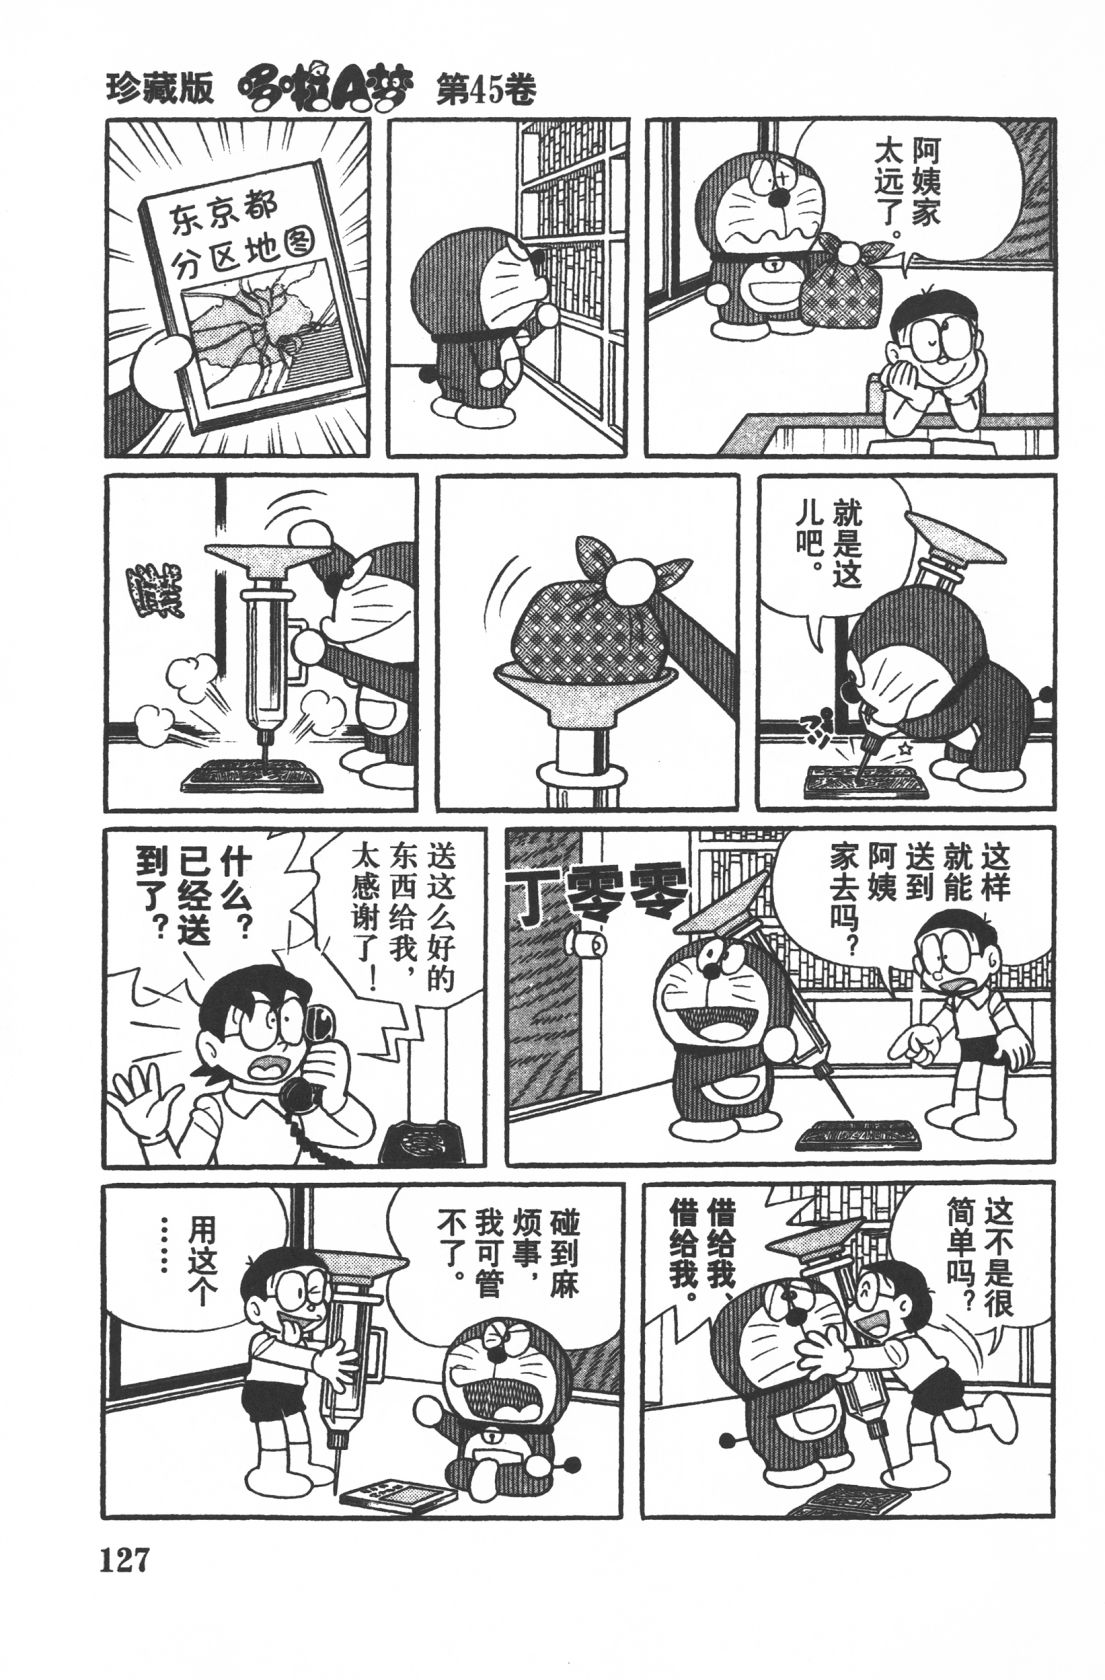 珍藏版 哆啦A梦 第45卷
阿姨家
太远了。
东京都
分区地图
就是这
儿吧。
这样
就能
送到
阿姨
家去吗？
丁零零
送这么好的
东西给我，
太感谢了！
什么？
已经送
到了？
这不是很
简单吗？
借给我、
借给我。
碰到麻
烦事，
我可管
不了。
用这个
……
127